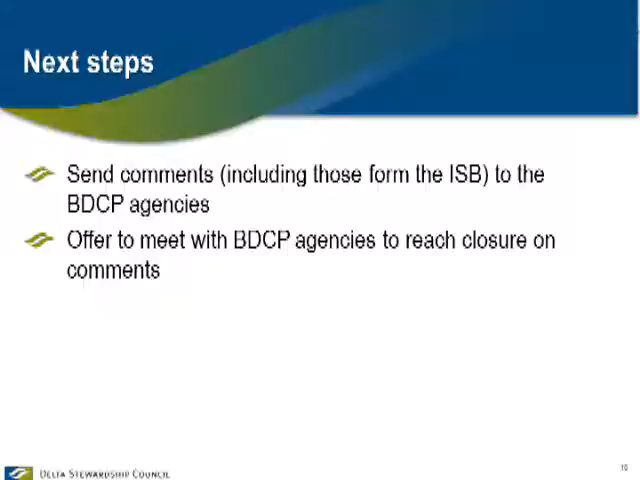 Next steps
Send comments (including those form the ISB) to the
BDCP agencies
Offer to meet with BDCP agencies to reach closure on
comments
DELTA STEWARDSHIP COUNCIL